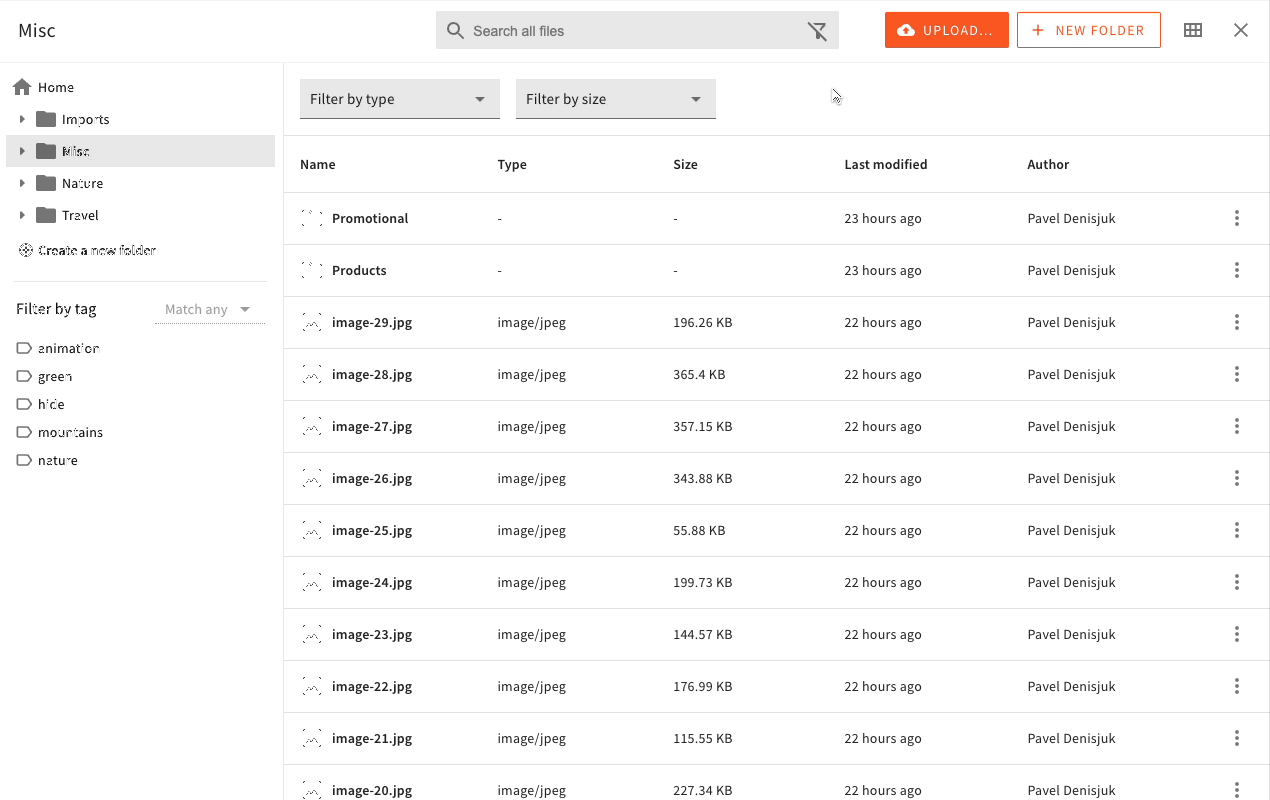 Misc
Search all files
UPLOAD...
NEW FOLDER
Home
Imports
Misc
Nature
Travel
Create a new folder
Filter by tag
Match any
animation
green
hide
mountains
nature
Filter by type
Filter by size
Name Type Size Last modified Author
Promotional - - 23 hours ago Pavel Denisjuk
Products - - 23 hours ago Pavel Denisjuk
image-29.jpg image/jpeg 196.26 KB 22 hours ago Pavel Denisjuk
image-28.jpg image/jpeg 365.4 KB 22 hours ago Pavel Denisjuk
image-27.jpg image/jpeg 357.15 KB 22 hours ago Pavel Denisjuk
image-26.jpg image/jpeg 343.88 KB 22 hours ago Pavel Denisjuk
image-25.jpg image/jpeg 55.88 KB 22 hours ago Pavel Denisjuk
image-24.jpg image/jpeg 199.73 KB 22 hours ago Pavel Denisjuk
image-23.jpg image/jpeg 144.57 KB 22 hours ago Pavel Denisjuk
image-22.jpg image/jpeg 176.99 KB 22 hours ago Pavel Denisjuk
image-21.jpg image/jpeg 115.55 KB 22 hours ago Pavel Denisjuk
image-20.jpg image/jpeg 227.34 KB 22 hours ago Pavel Denisjuk